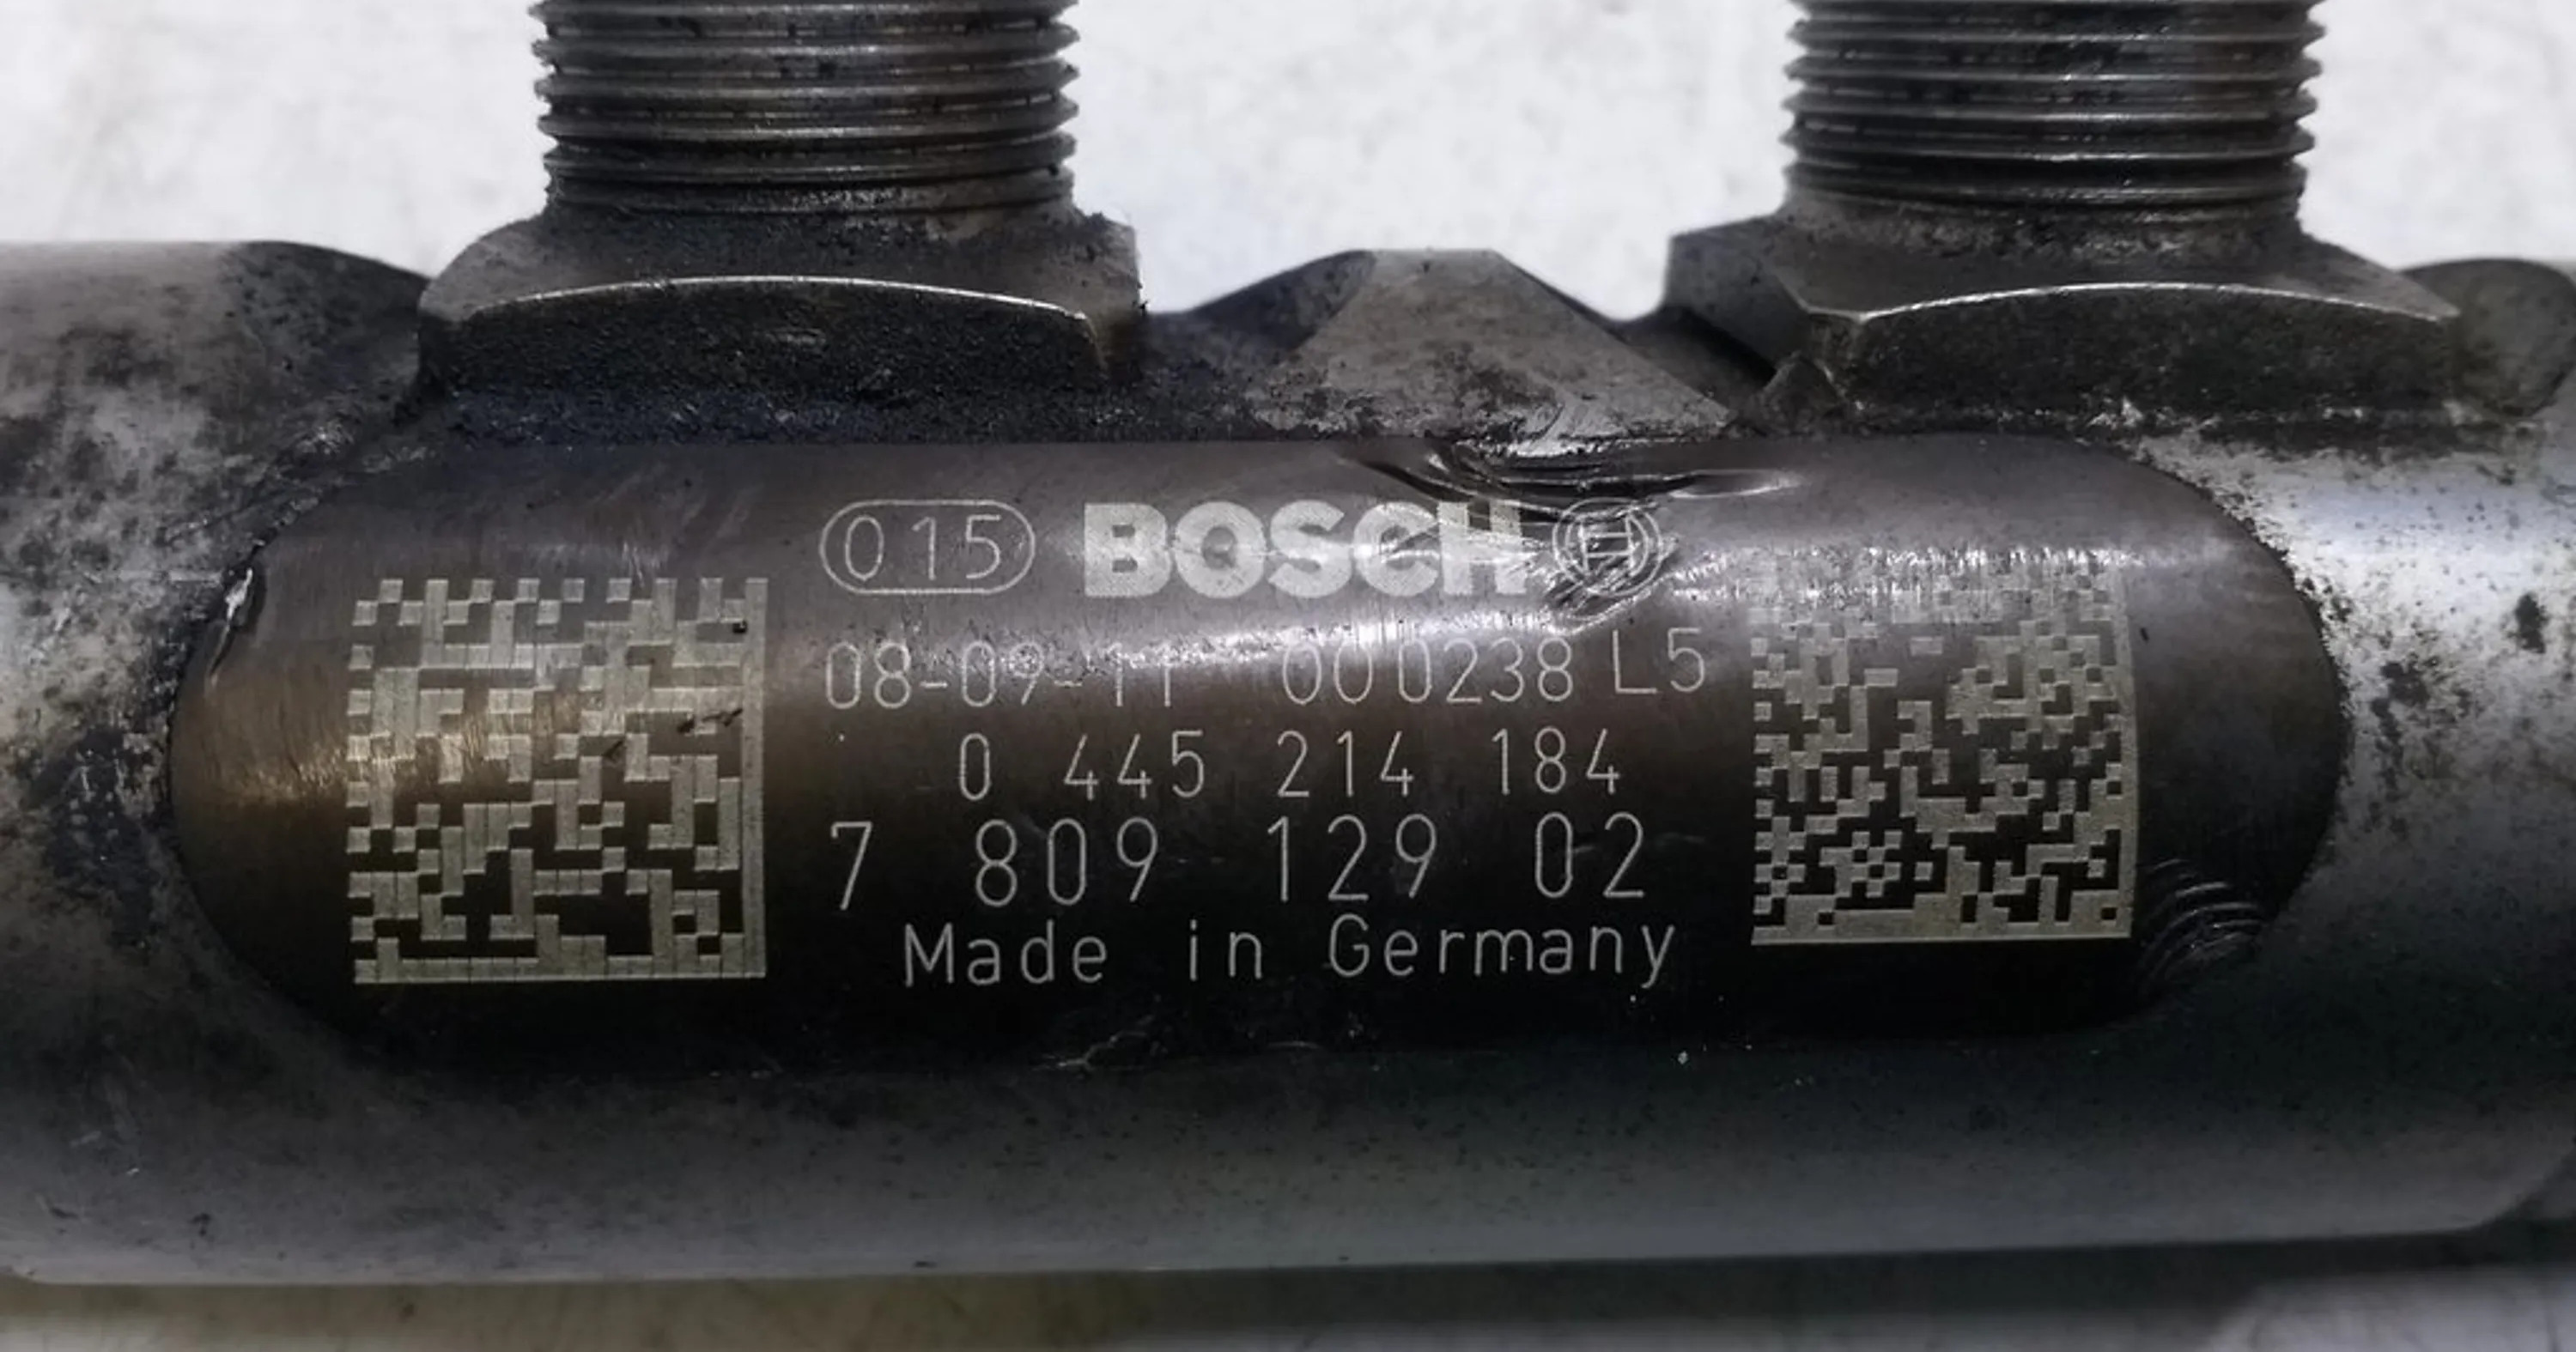 015 BOSCH
08-09-11 000238 L5
0 445 214 184
7 809 129 02
Made in Germany